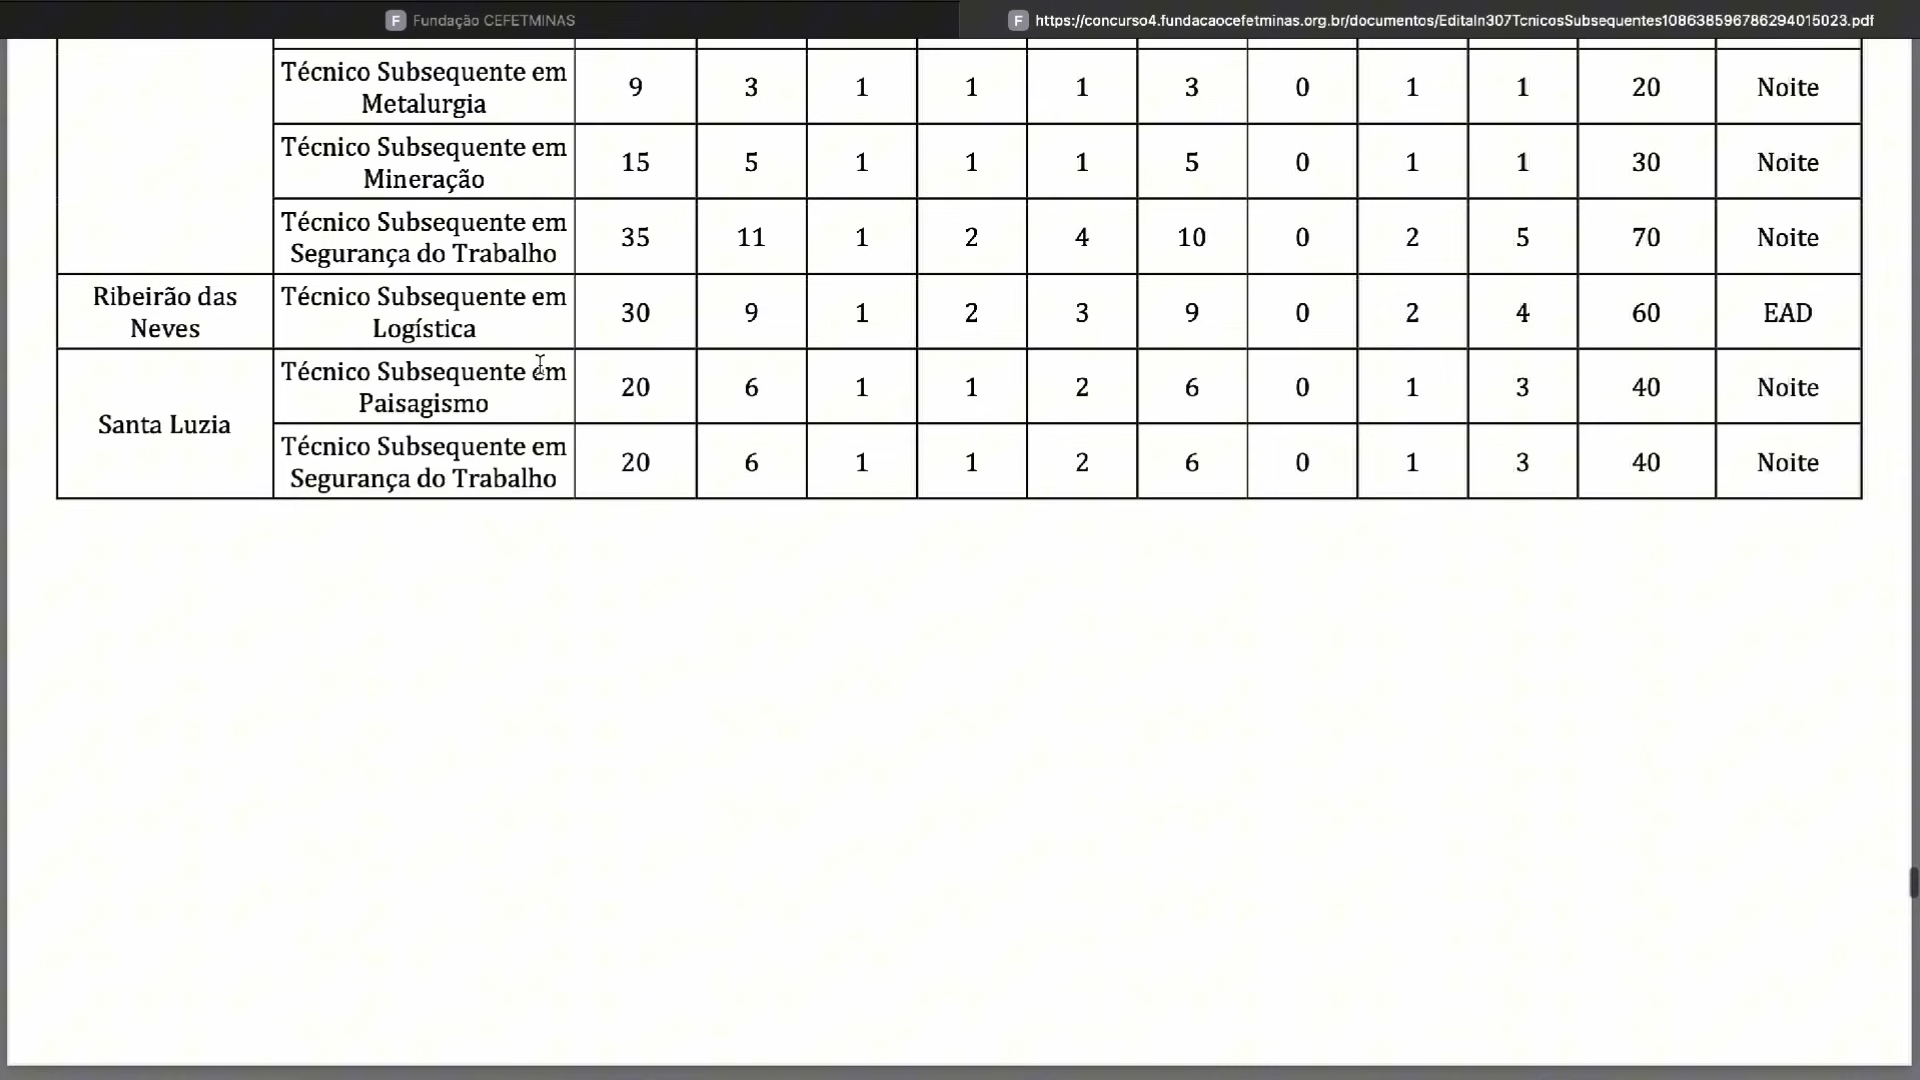 Fundação CEFETMINAS
https://concurso4.fundacaocefetminas.org.br/documentos/Editaln307TcnicosSubsequentes108638596786294015023.pdf
Técnico Subsequente em
Metalurgia
9 3 1 1 1 3 0 1 1 20 Noite
Técnico Subsequente em
Mineração
15 5 1 1 1 5 0 1 1 30 Noite
Técnico Subsequente em
Segurança do Trabalho
35 11 1 2 4 10 0 2 5 70 Noite
Ribeirão das
Neves
Técnico Subsequente em
Logística
30 9 1 2 3 9 0 2 4 60 EAD
Santa Luzia
Técnico Subsequente em
Paisagismo
20 6 1 1 2 6 0 1 3 40 Noite
Técnico Subsequente em
Segurança do Trabalho
20 6 1 1 2 6 0 1 3 40 Noite